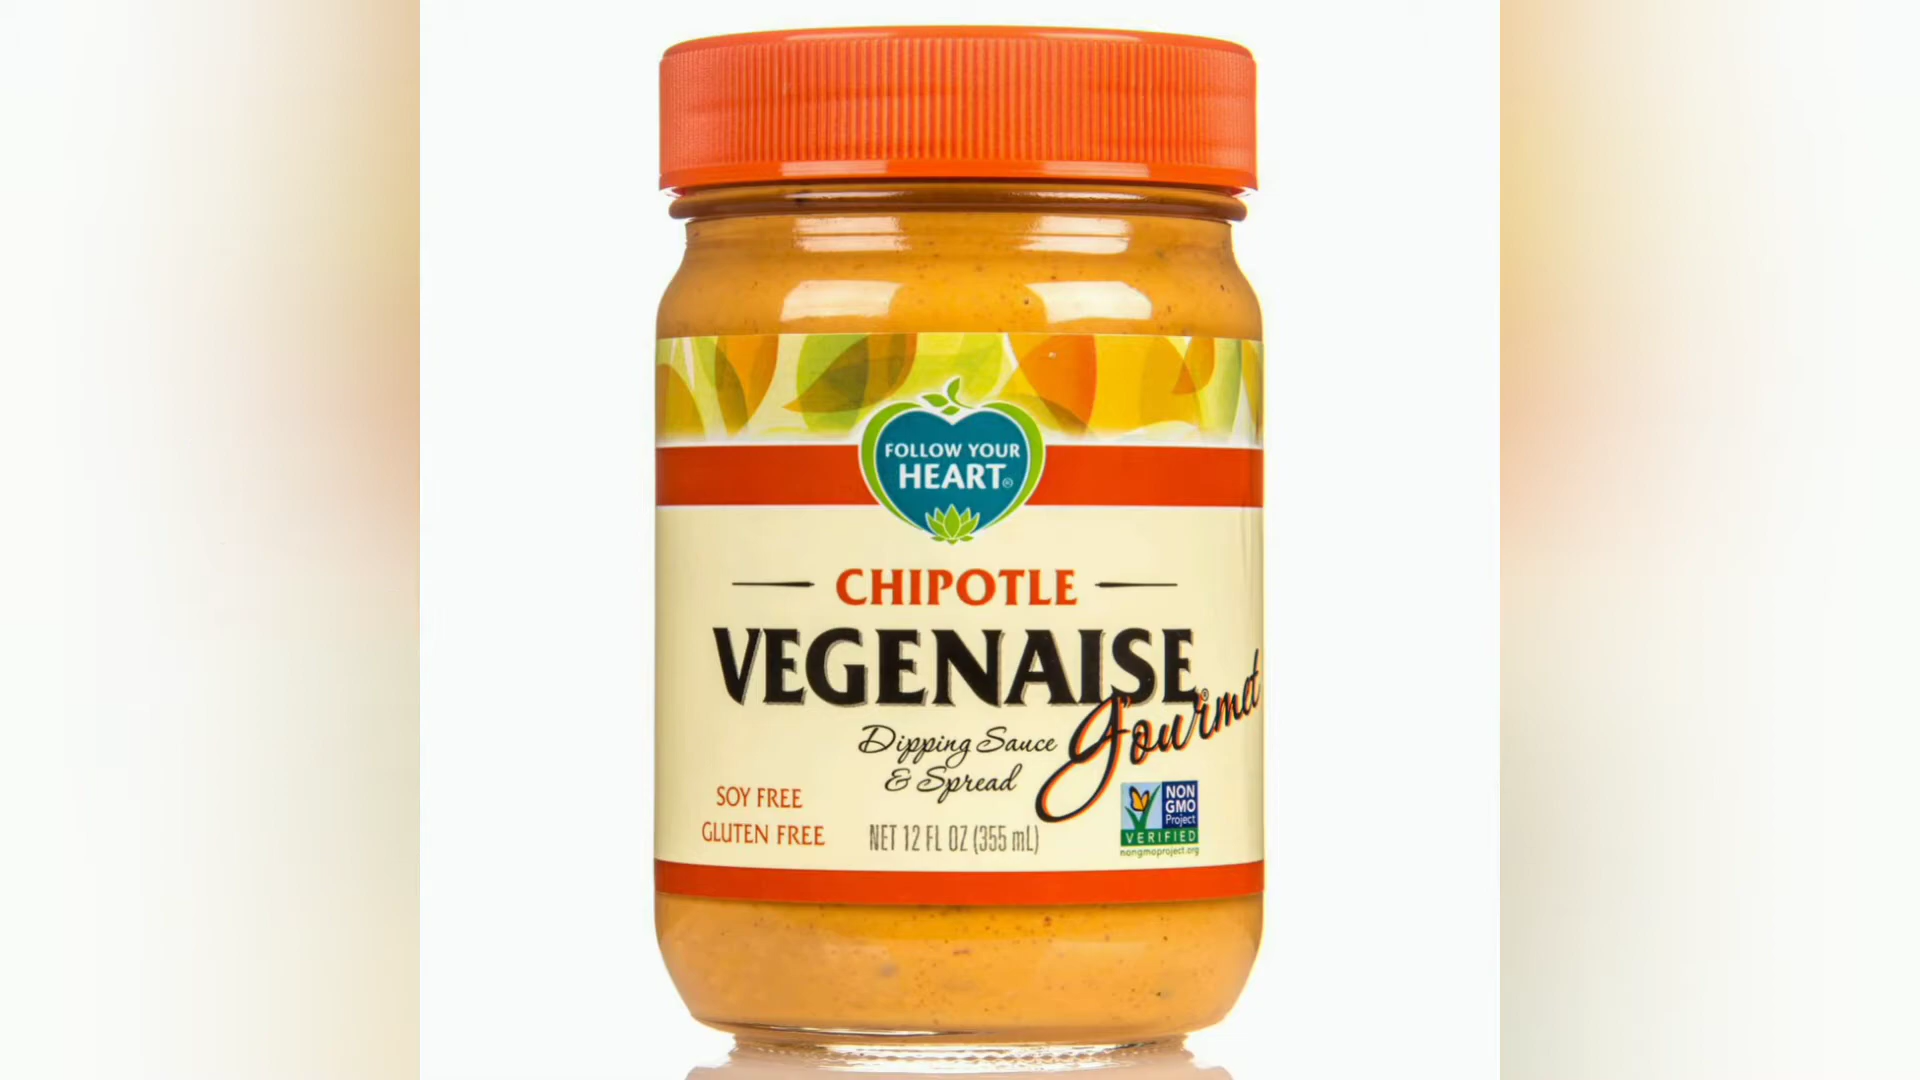 FOLLOW YOUR
HEART®
CHIPOTLE
VEGENAISE®
Gourmet
Dipping Sauce
& Spread
SOY FREE
GLUTEN FREE
NET 12 FL OZ (355 mL)
NON
GMO
Project
VERIFIED
nongmoproject.org